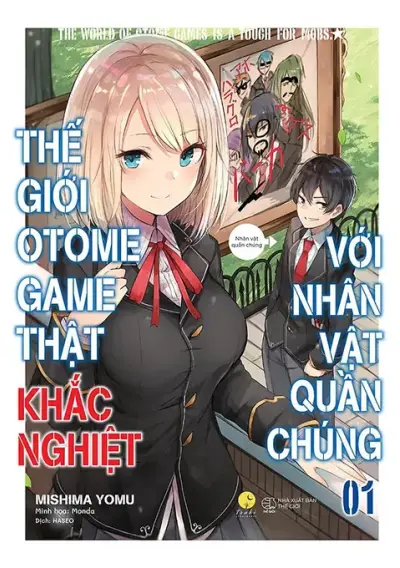 THE WORLD OF OTOME GAMES IS A TOUGH FOR MOBS.★
THẾ
GIỚI
OTOME
GAME
THẬT
KHẮC
NGHIỆT
Nhân vật
quần chúng
VỚI
NHÂN
VẬT
QUẦN
CHÚNG
01
MISHIMA YOMU
Minh họa: Monda
Dịch: HASEO
NHÀ XUẤT BẢN
THẾ GIỚI
バカ